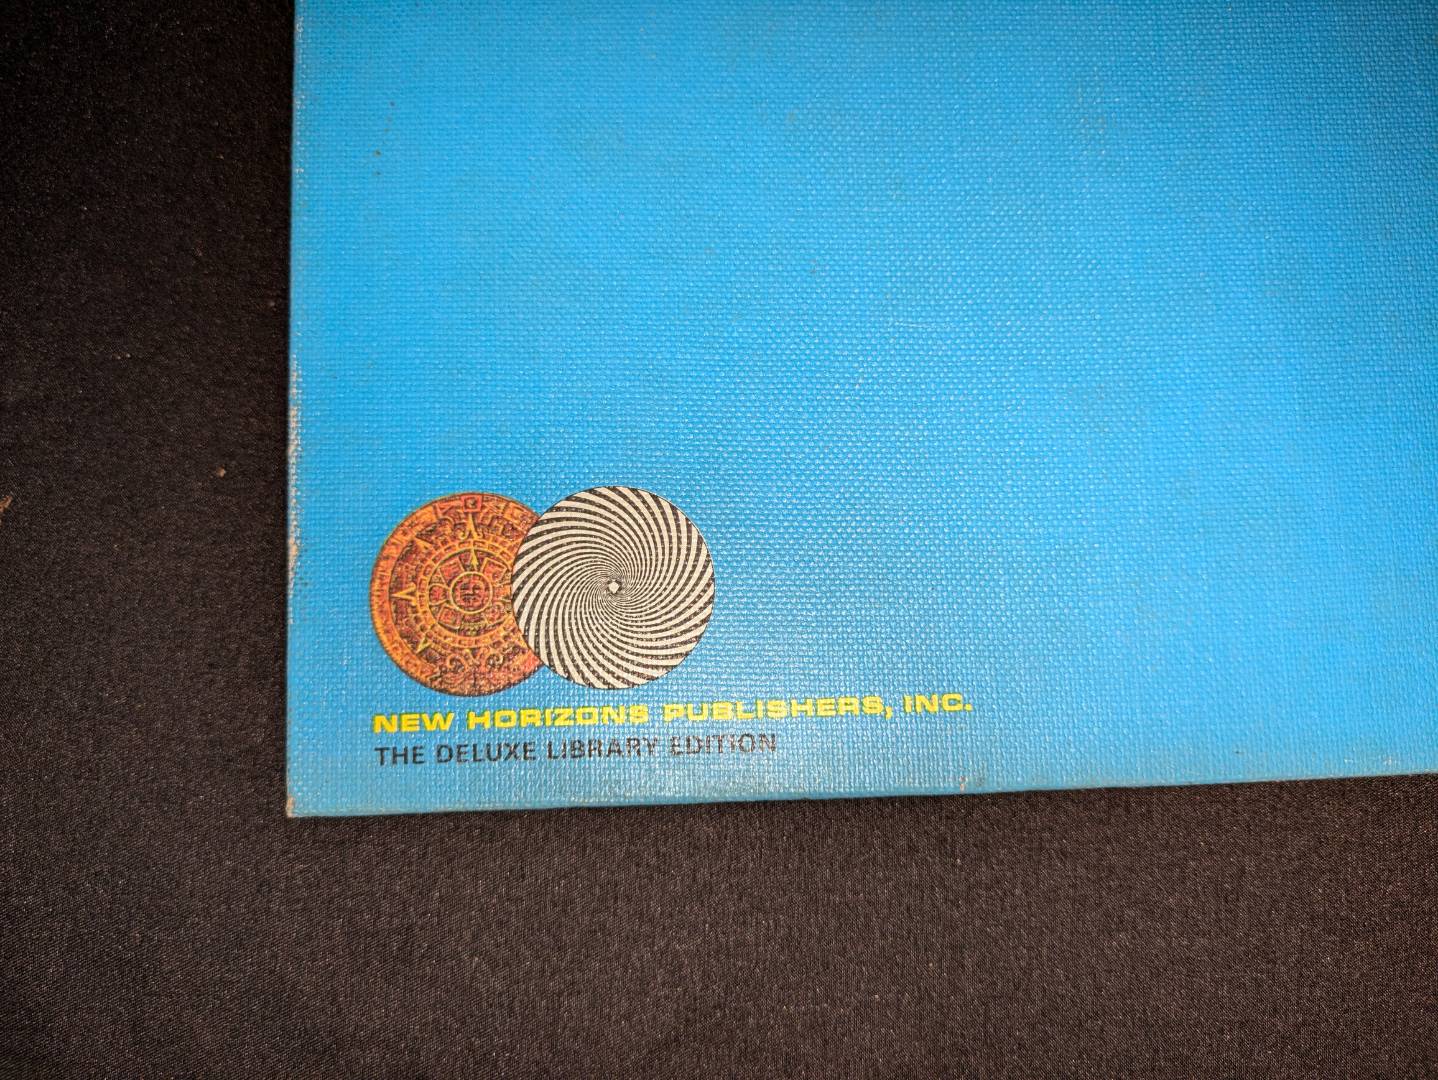 NEW HORIZONS PUBLISHERS, INC.
THE DELUXE LIBRARY EDITION